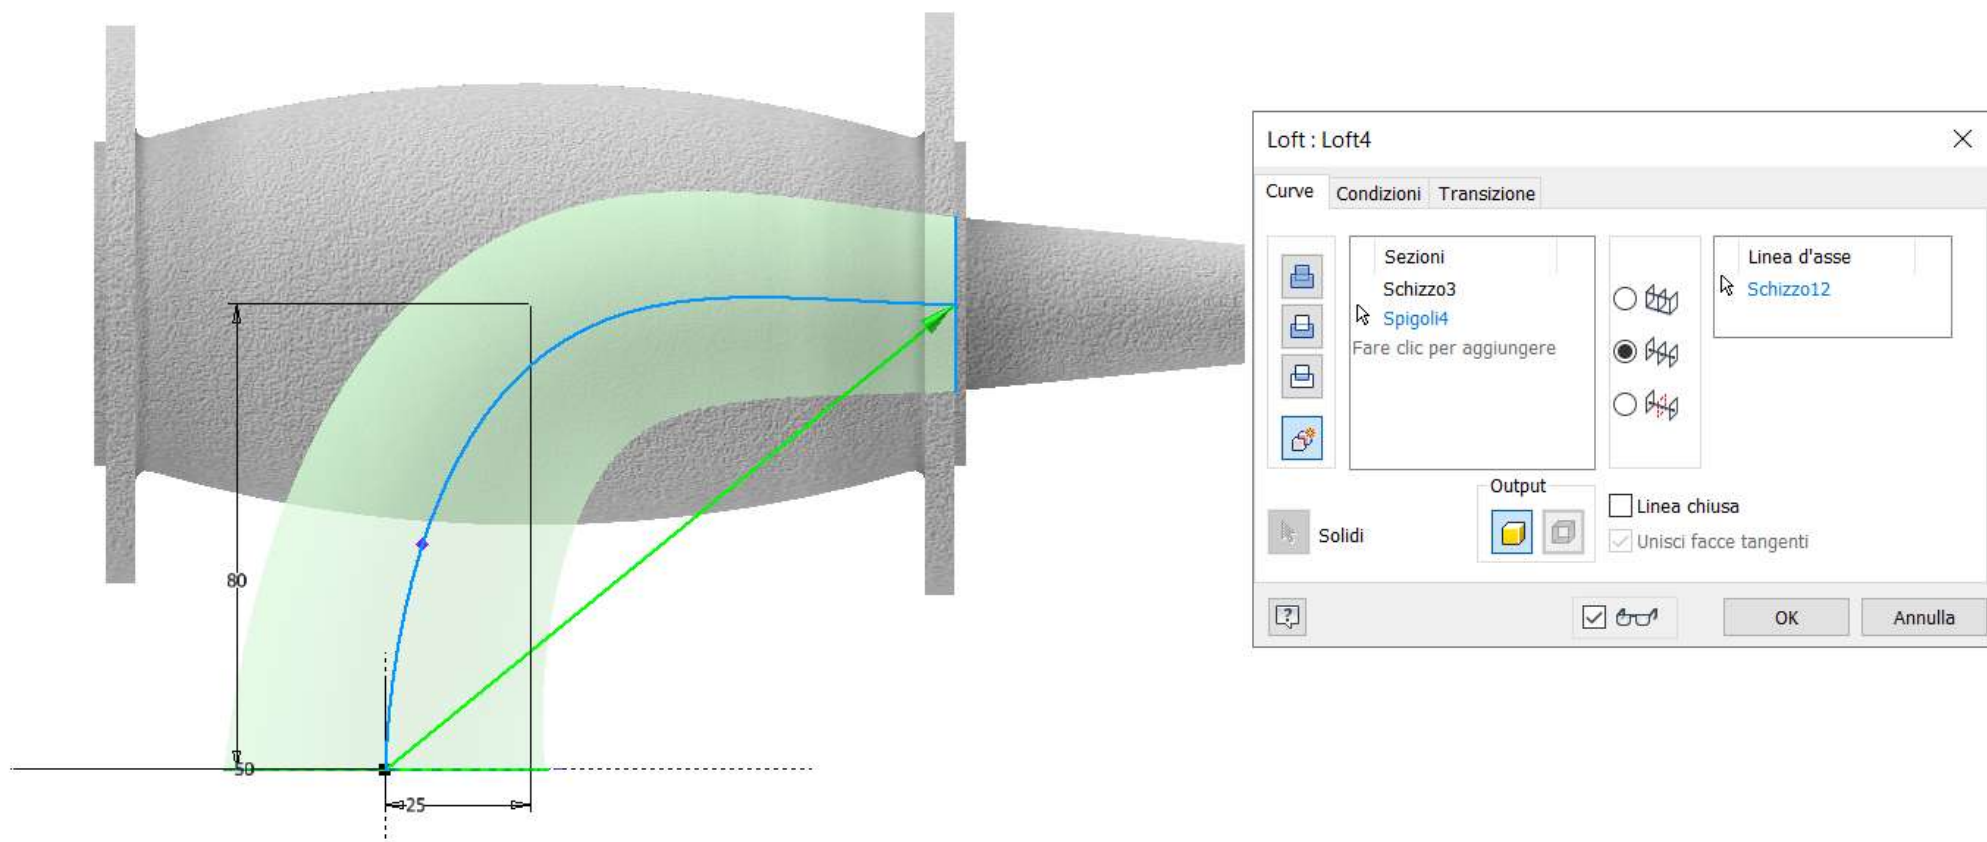 Loft : Loft4
Curve Condizioni Transizione
Sezioni
Schizzo3
Spigoli4
Fare clic per aggiungere
Linea d'asse
Schizzo12
Output
Solidi
Linea chiusa
Unisci facce tangenti
?
OK
Annulla
80
50
25